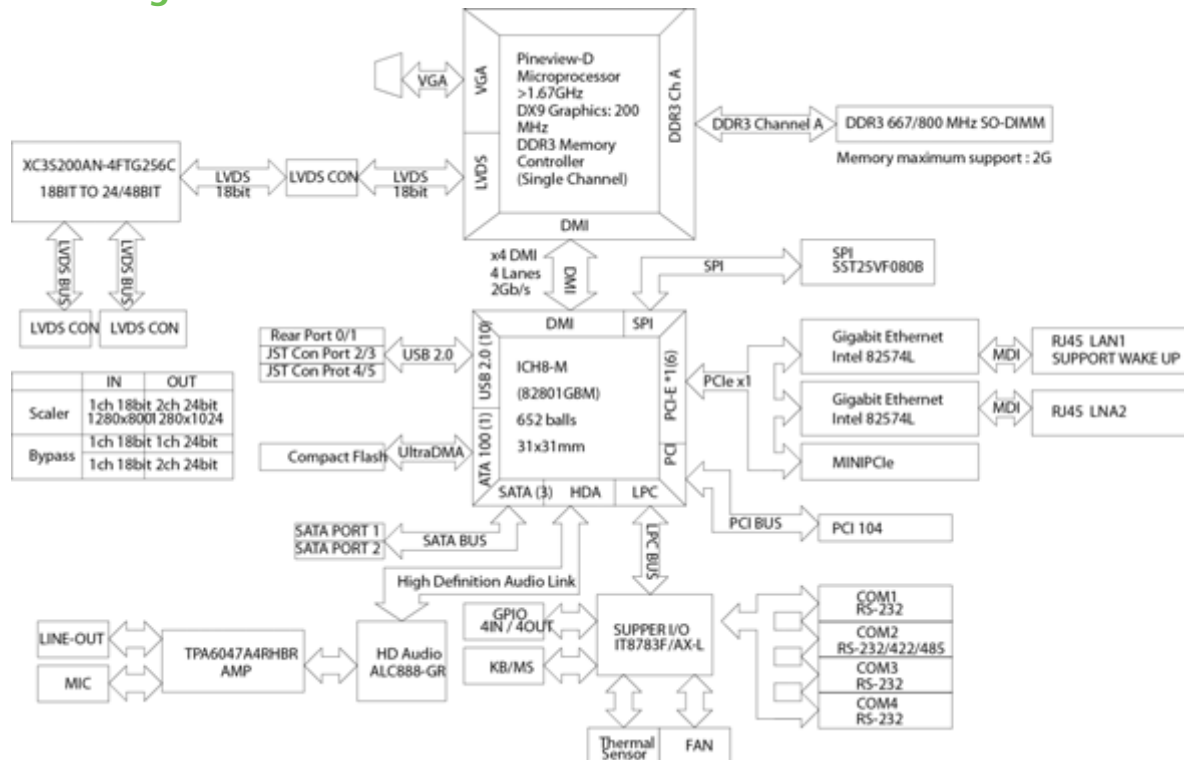 Pineview-D
Microprocessor
>1.67GHz
DX9 Graphics: 200
MHz
DDR3 Memory
Controller
(Single Channel)
VGA
VGA
LVDS
DDR3 Ch A
DMI
DDR3 Channel A
DDR3 667/800 MHz SO-DIMM
Memory maximum support : 2G
XC3S200AN-4FTG256C
18BIT TO 24/48BIT
LVDS
18bit
LVDS CON
LVDS
18bit
LVDS BUS
LVDS BUS
LVDS CON
LVDS CON
x4 DMI
4 Lanes
2Gb/s
DMI
SPI
SPI
SST25VF080B
DMI
SPI
USB 2.0 (10)
ATA 100 (1)
PCI-E *1(6)
PCI
ICH8-M
(82801GBM)
652 balls
31x31mm
SATA (3)
HDA
LPC
Rear Port 0/1
JST Con Port 2/3
JST Con Prot 4/5
USB 2.0
Compact Flash
UltraDMA
IN OUT
Scaler
1ch 18bit 2ch 24bit
1280x800 1280x1024
Bypass
1ch 18bit 1ch 24bit
1ch 18bit 2ch 24bit
PCIe x1
Gigabit Ethernet
Intel 82574L
MDI
RJ45 LAN1
SUPPORT WAKE UP
Gigabit Ethernet
Intel 82574L
MDI
RJ45 LNA2
MINIPCIe
PCI BUS
PCI 104
SATA PORT 1
SATA PORT 2
SATA BUS
LPC BUS
High Definition Audio Link
LINE-OUT
MIC
TPA6047A4RHBR
AMP
HD Audio
ALC888-GR
GPIO
4IN / 4OUT
KB/MS
SUPPER I/O
IT8783F/AX-L
COM1
RS-232
COM2
RS-232/422/485
COM3
RS-232
COM4
RS-232
Thermal
Sensor
FAN